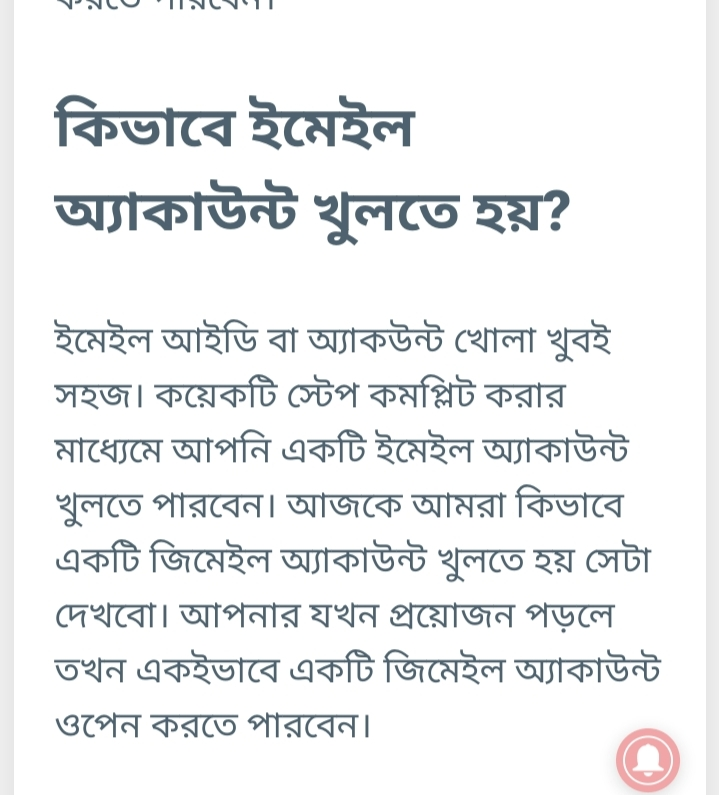 কিভাবে ইমেইল
অ্যাকাউন্ট খুলতে হয়?
ইমেইল আইডি বা অ্যাকউন্ট খোলা খুবই
সহজ। কয়েকটি স্টেপ কমপ্লিট করার
মাধ্যেমে আপনি একটি ইমেইল অ্যাকাউন্ট
খুলতে পারবেন। আজকে আমরা কিভাবে
একটি জিমেইল অ্যাকাউন্ট খুলতে হয় সেটা
দেখবো। আপনার যখন প্রয়োজন পড়লে
তখন একইভাবে একটি জিমেইল অ্যাকাউন্ট
ওপেন করতে পারবেন।